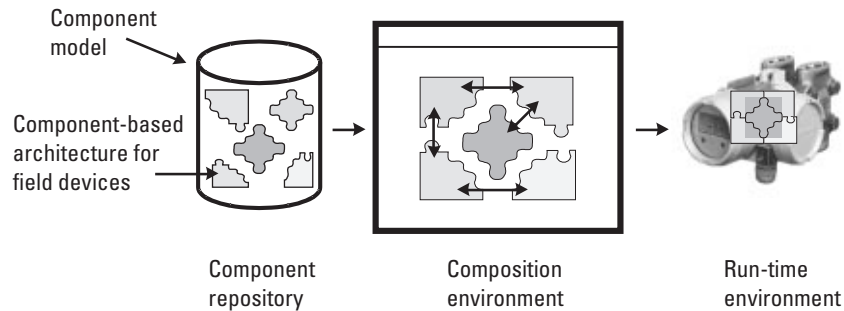 Component
model
Component-based
architecture for
field devices
Component
repository
Composition
environment
Run-time
environment